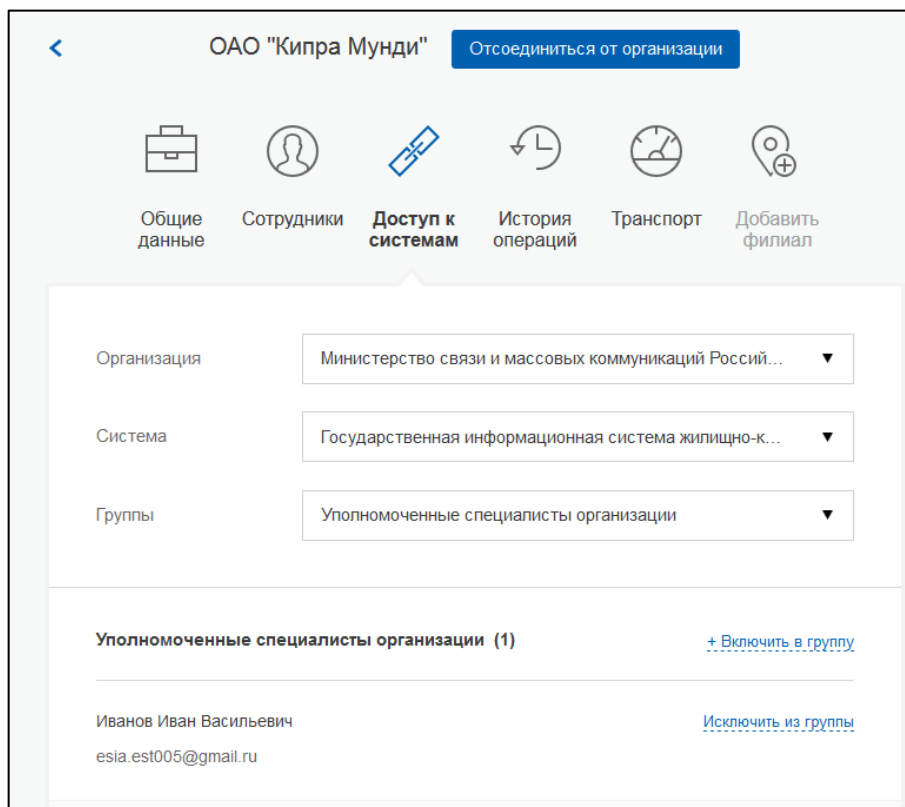 ОАО "Кипра Мунди"
Отсоединиться от организации
Общие
данные
Сотрудники
Доступ к
системам
История
операций
Транспорт
Добавить
филиал
Организация
Министерство связи и массовых коммуникаций Россий...
Система
Государственная информационная система жилищно-к...
Группы
Уполномоченные специалисты организации
Уполномоченные специалисты организации (1)
+ Включить в группу
Иванов Иван Васильевич
Исключить из группы
esia.est005@gmail.ru